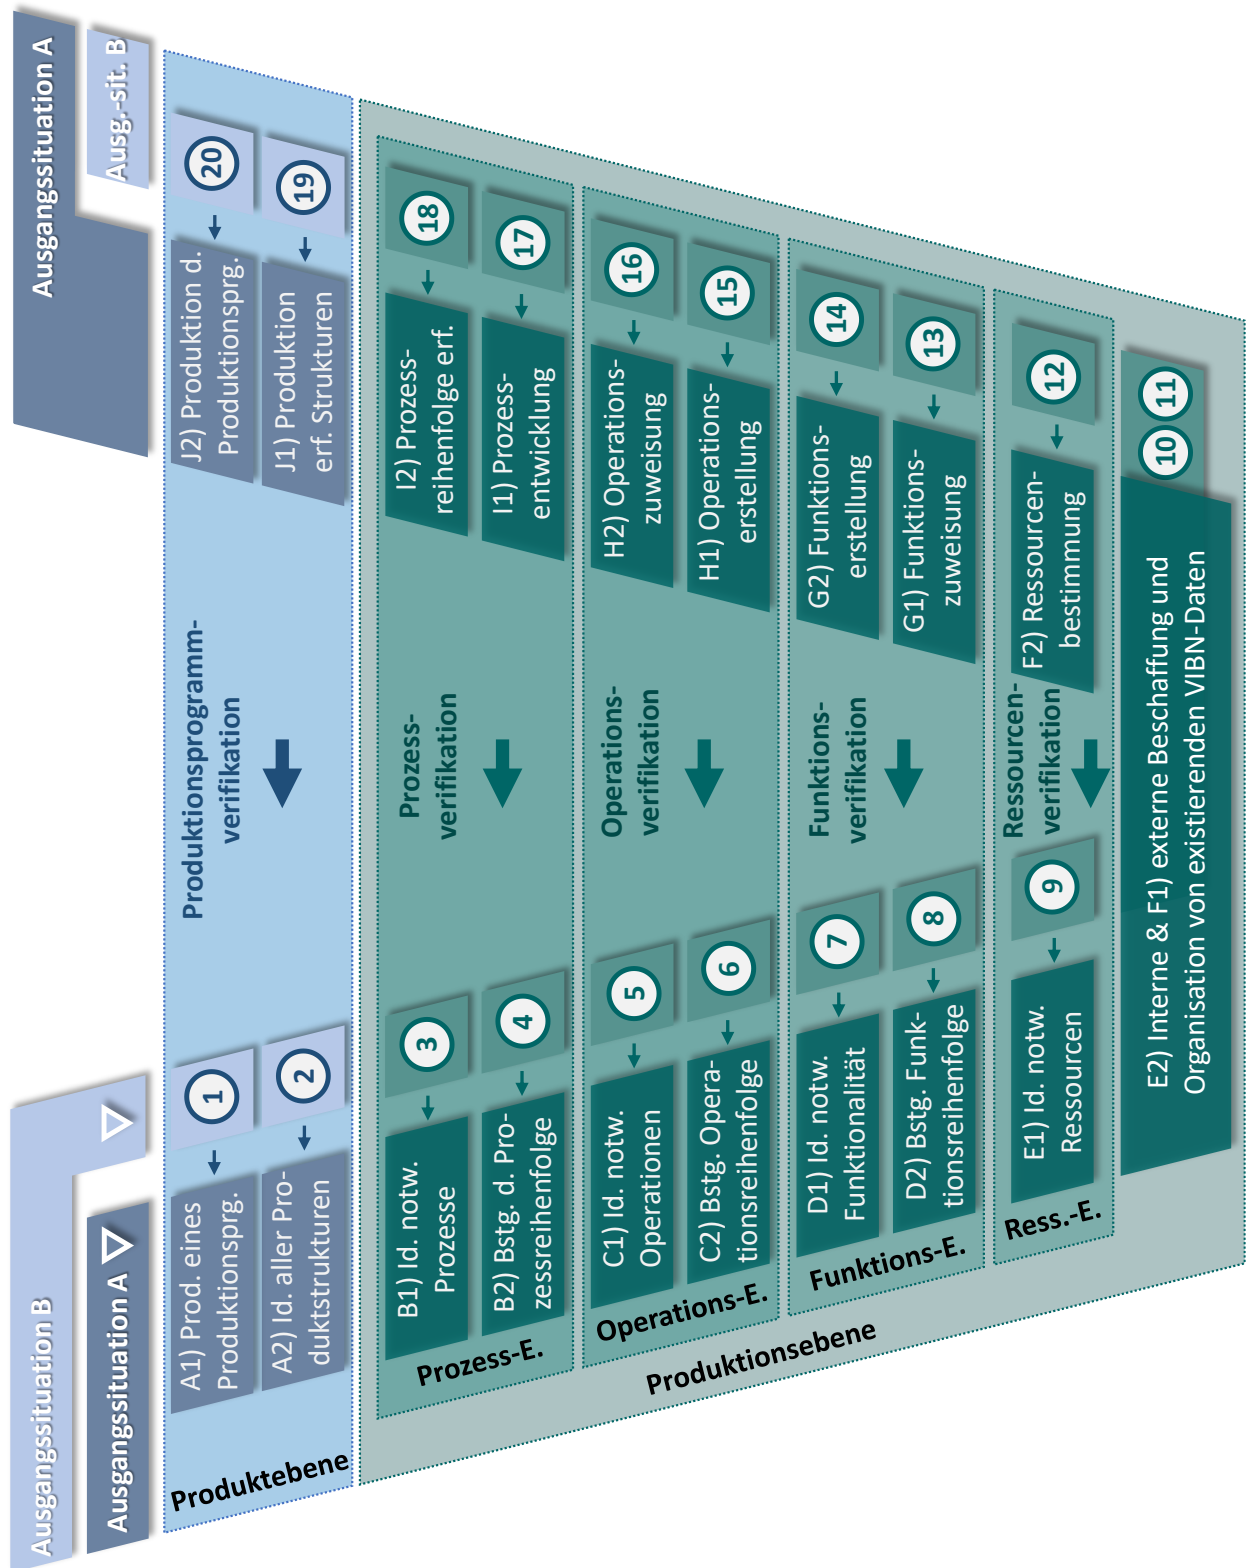 Ausgangssituation B
Ausgangssituation A
Ausgangssituation A
Ausg.-sit. B
Produktebene
A1) Prod. eines
Produktionsprg.
1
Produktionsprogramm-
verifikation
J2) Produktion d.
Produktionsprg.
20
A2) Id. aller Pro-
duktstrukturen
2
J1) Produktion
erf. Strukturen
19
Produktionsebene
Prozess-E.
B1) Id. notw.
Prozesse
3
Prozess-
verifikation
I2) Prozess-
reihenfolge erf.
18
B2) Bstg. d. Pro-
zessreihenfolge
4
I1) Prozess-
entwicklung
17
Operations-E.
C1) Id. notw.
Operationen
5
Operations-
verifikation
H2) Operations-
zuweisung
16
C2) Bstg. Opera-
tionsreihenfolge
6
H1) Operations-
erstellung
15
Funktions-E.
D1) Id. notw.
Funktionalität
7
Funktions-
verifikation
G2) Funktions-
erstellung
14
D2) Bstg. Funk-
tionsreihenfolge
8
G1) Funktions-
zuweisung
13
Ress.-E.
E1) Id. notw.
Ressourcen
9
Ressourcen-
verifikation
F2) Ressourcen-
bestimmung
12
E2) Interne & F1) externe Beschaffung und
Organisation von existierenden VIBN-Daten
10 11